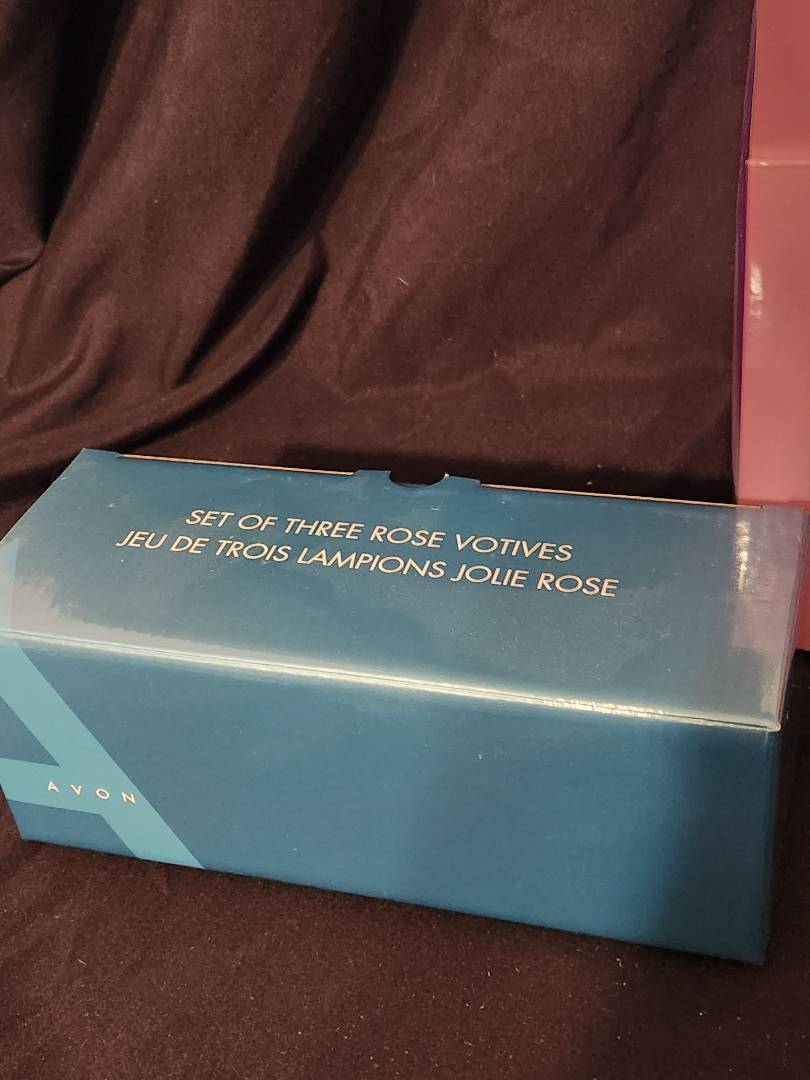 SET OF THREE ROSE VOTIVES
JEU DE TROIS LAMPIONS JOLIE ROSE
AVON